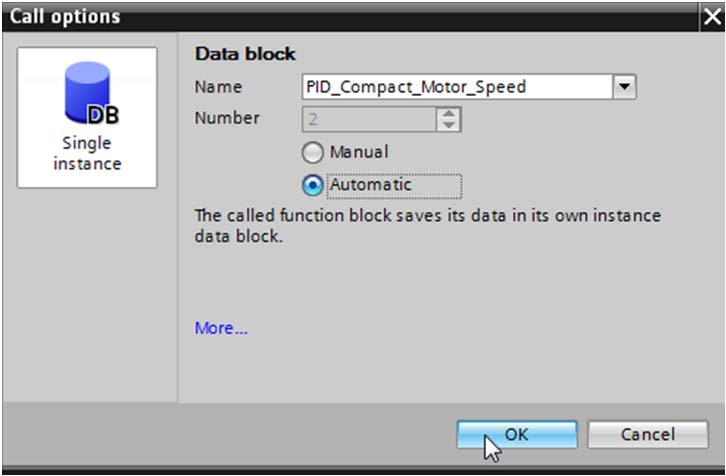 Call options
DB
Single
instance
Data block
Name
PID_Compact_Motor_Speed
Number
2
Manual
Automatic
The called function block saves its data in its own instance
data block.
More...
OK
Cancel